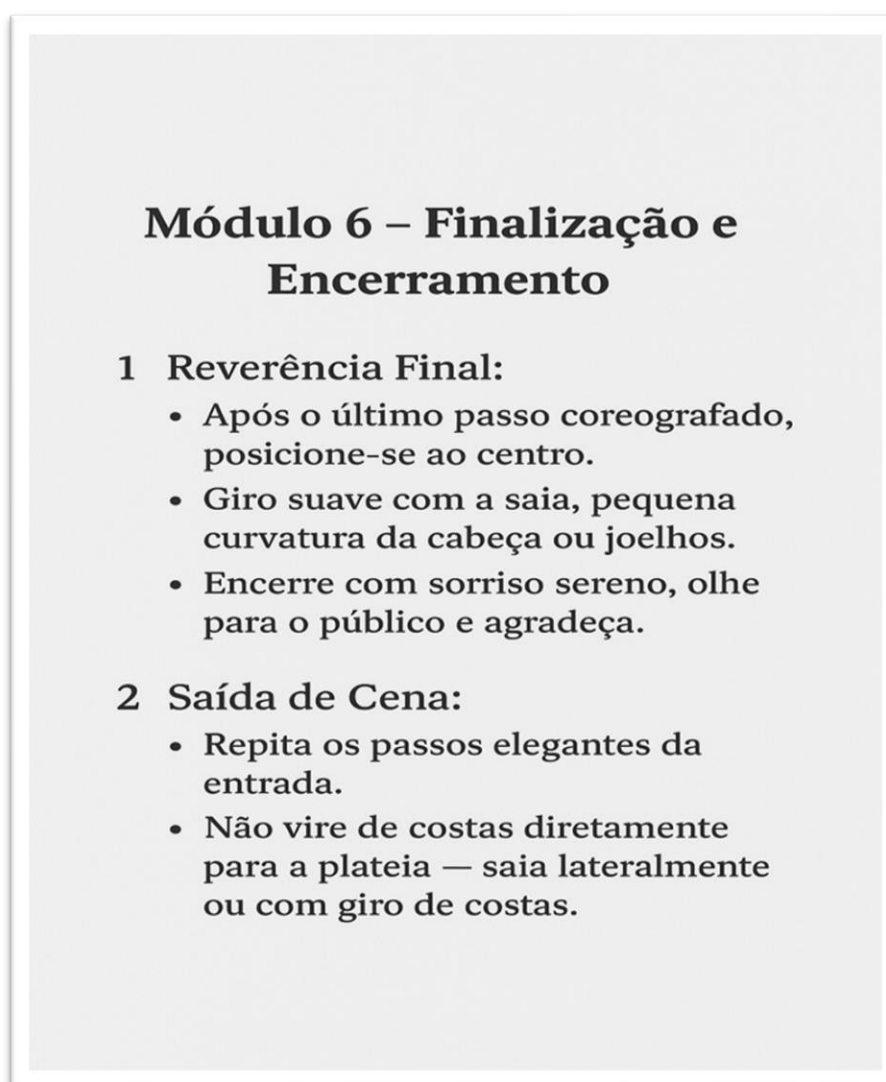 Módulo 6 – Finalização e
Encerramento
1 Reverência Final:
• Após o último passo coreografado,
posicione-se ao centro.
• Giro suave com a saia, pequena
curvatura da cabeça ou joelhos.
• Encerre com sorriso sereno, olhe
para o público e agradeça.
2 Saída de Cena:
• Repita os passos elegantes da
entrada.
• Não vire de costas diretamente
para a plateia — saia lateralmente
ou com giro de costas.